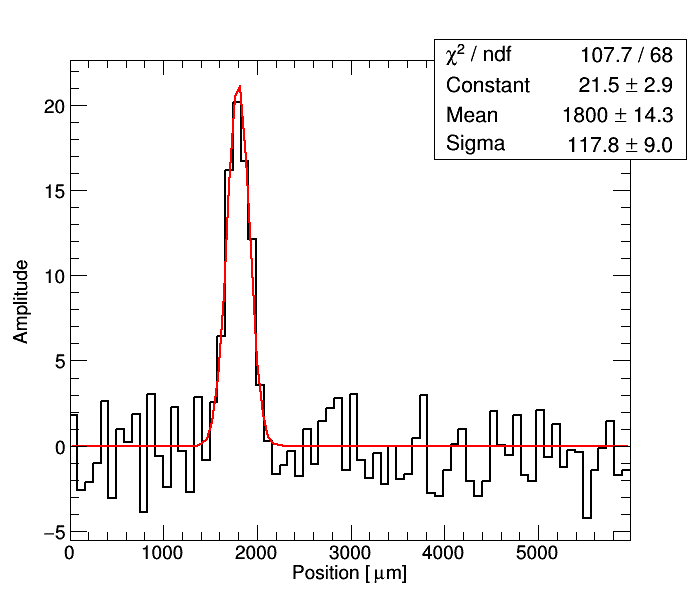 χ² / ndf 107.7 / 68
Constant 21.5 ± 2.9
Mean 1800 ± 14.3
Sigma 117.8 ± 9.0
Amplitude
20
15
10
5
0
−5
0 1000 2000 3000 4000 5000
Position [ μm]